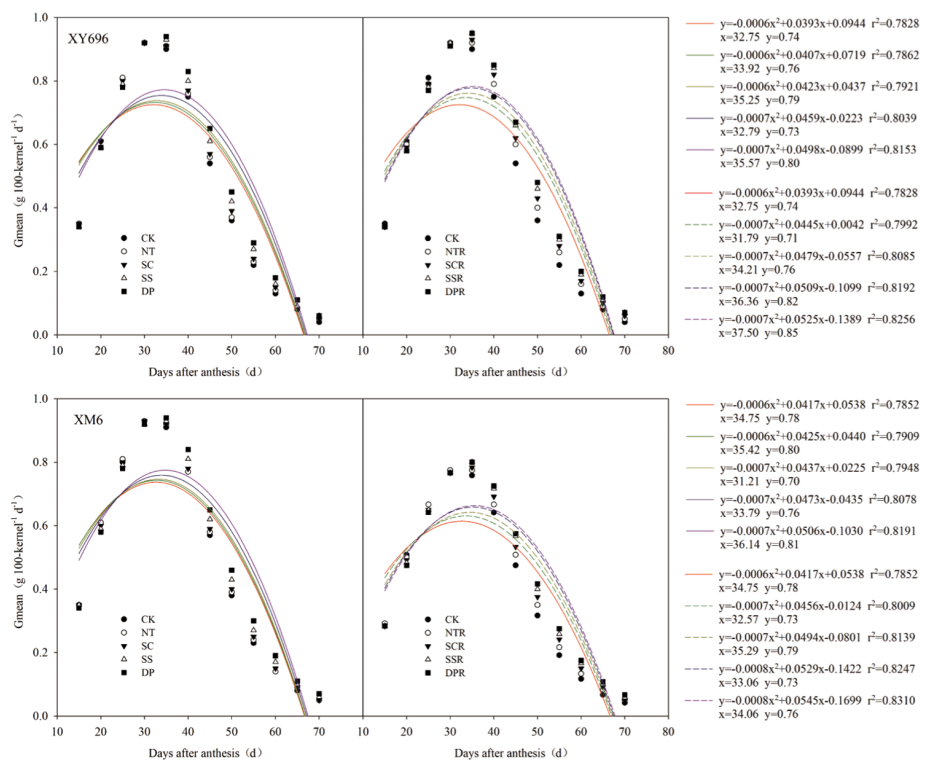 XY696
Gmean (g 100-kernel⁻¹ d⁻¹)
1.0
0.8
0.6
0.4
0.2
0.0
CK
NT
SC
SS
DP
CK
NTR
SCR
SSR
DPR
10 20 30 40 50 60 70 10 20 30 40 50 60 70 80
Days after anthesis (d)
Days after anthesis (d)
y=-0.0006x²+0.0393x+0.0944 r²=0.7828
x=32.75 y=0.74
y=-0.0006x²+0.0407x+0.0719 r²=0.7862
x=33.92 y=0.76
y=-0.0006x²+0.0423x+0.0437 r²=0.7921
x=35.25 y=0.79
y=-0.0007x²+0.0459x-0.0223 r²=0.8039
x=32.79 y=0.73
y=-0.0007x²+0.0498x-0.0899 r²=0.8153
x=35.57 y=0.80
y=-0.0006x²+0.0393x+0.0944 r²=0.7828
x=32.75 y=0.74
y=-0.0007x²+0.0445x+0.0042 r²=0.7992
x=31.79 y=0.71
y=-0.0007x²+0.0479x-0.0557 r²=0.8085
x=34.21 y=0.76
y=-0.0007x²+0.0509x-0.1099 r²=0.8192
x=36.36 y=0.82
y=-0.0007x²+0.0525x-0.1389 r²=0.8256
x=37.50 y=0.85
XM6
Gmean (g 100-kernel⁻¹ d⁻¹)
1.0
0.8
0.6
0.4
0.2
0.0
CK
NT
SC
SS
DP
CK
NTR
SCR
SSR
DPR
10 20 30 40 50 60 70 10 20 30 40 50 60 70 80
Days after anthesis (d)
Days after anthesis (d)
y=-0.0006x²+0.0417x+0.0538 r²=0.7852
x=34.75 y=0.78
y=-0.0006x²+0.0425x+0.0440 r²=0.7909
x=35.42 y=0.80
y=-0.0007x²+0.0437x+0.0225 r²=0.7948
x=31.21 y=0.70
y=-0.0007x²+0.0473x-0.0435 r²=0.8078
x=33.79 y=0.76
y=-0.0007x²+0.0506x-0.1030 r²=0.8191
x=36.14 y=0.81
y=-0.0006x²+0.0417x+0.0538 r²=0.7852
x=34.75 y=0.78
y=-0.0007x²+0.0456x-0.0124 r²=0.8009
x=32.57 y=0.73
y=-0.0007x²+0.0494x-0.0801 r²=0.8139
x=35.29 y=0.79
y=-0.0008x²+0.0529x-0.1422 r²=0.8247
x=33.06 y=0.73
y=-0.0008x²+0.0545x-0.1699 r²=0.8310
x=34.06 y=0.76